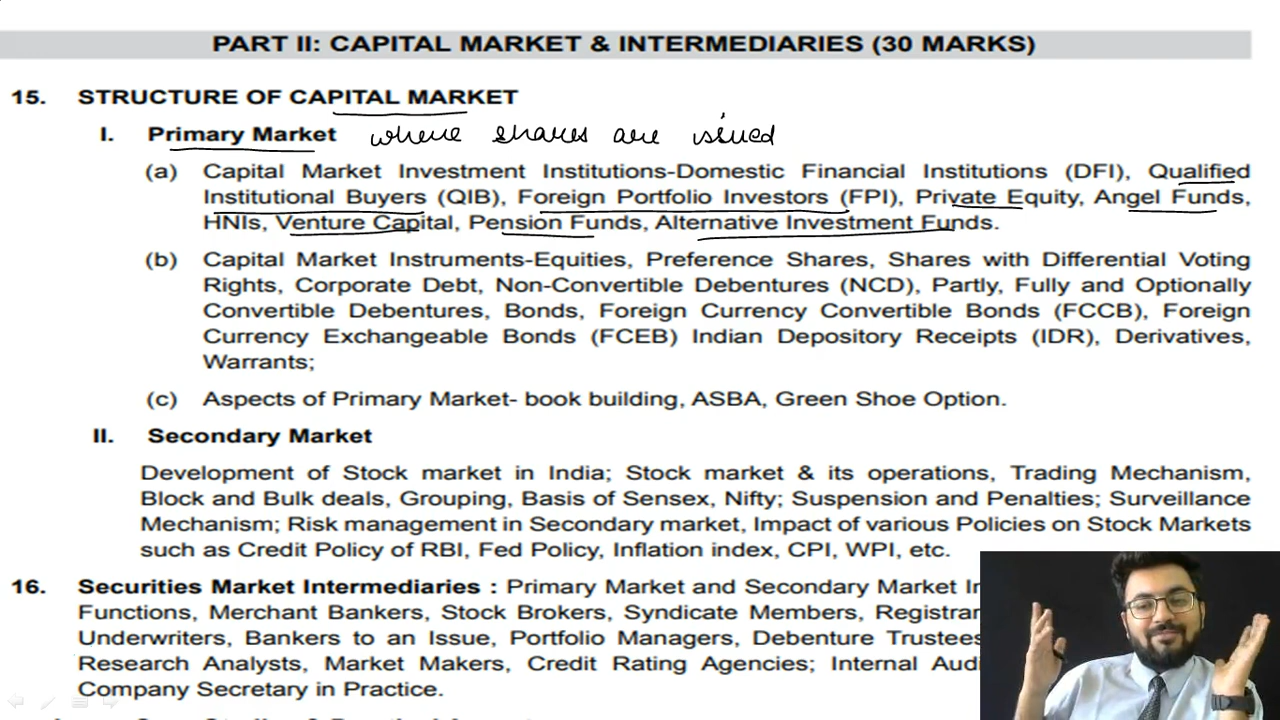 PART II: CAPITAL MARKET & INTERMEDIARIES (30 MARKS)
15. STRUCTURE OF CAPITAL MARKET
I. Primary Market where shares are issued
(a) Capital Market Investment Institutions-Domestic Financial Institutions (DFI), Qualified
Institutional Buyers (QIB), Foreign Portfolio Investors (FPI), Private Equity, Angel Funds,
HNIs, Venture Capital, Pension Funds, Alternative Investment Funds.
(b) Capital Market Instruments-Equities, Preference Shares, Shares with Differential Voting
Rights, Corporate Debt, Non-Convertible Debentures (NCD), Partly, Fully and Optionally
Convertible Debentures, Bonds, Foreign Currency Convertible Bonds (FCCB), Foreign
Currency Exchangeable Bonds (FCEB) Indian Depository Receipts (IDR), Derivatives,
Warrants;
(c) Aspects of Primary Market- book building, ASBA, Green Shoe Option.
II. Secondary Market
Development of Stock market in India; Stock market & its operations, Trading Mechanism,
Block and Bulk deals, Grouping, Basis of Sensex, Nifty; Suspension and Penalties; Surveillance
Mechanism; Risk management in Secondary market, Impact of various Policies on Stock Markets
such as Credit Policy of RBI, Fed Policy, Inflation index, CPI, WPI, etc.
16. Securities Market Intermediaries : Primary Market and Secondary Market In
Functions, Merchant Bankers, Stock Brokers, Syndicate Members, Registrar
Underwriters, Bankers to an Issue, Portfolio Managers, Debenture Trustees
Research Analysts, Market Makers, Credit Rating Agencies; Internal Audi
Company Secretary in Practice.